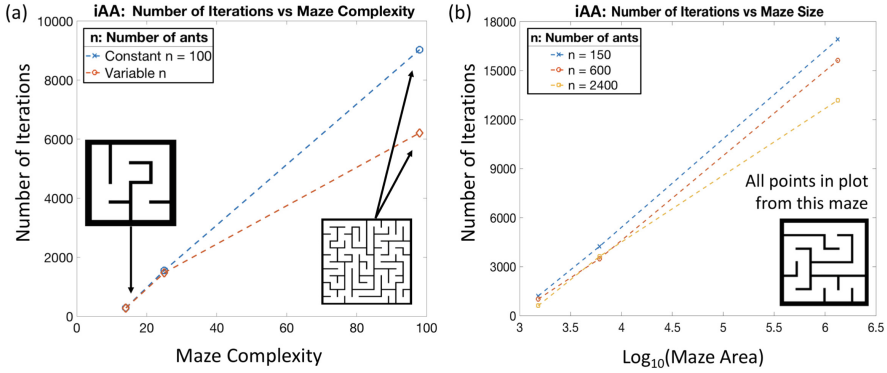 (a)
iAA: Number of Iterations vs Maze Complexity
n: Number of ants
Constant n = 100
Variable n
10000
8000
6000
4000
2000
0
Number of Iterations
0 20 40 60 80 100
Maze Complexity
(b)
iAA: Number of Iterations vs Maze Size
n: Number of ants
n = 150
n = 600
n = 2400
18000
15000
12000
9000
6000
3000
0
Number of Iterations
All points in plot
from this maze
3 3.5 4 4.5 5 5.5 6 6.5
Log₁₀(Maze Area)